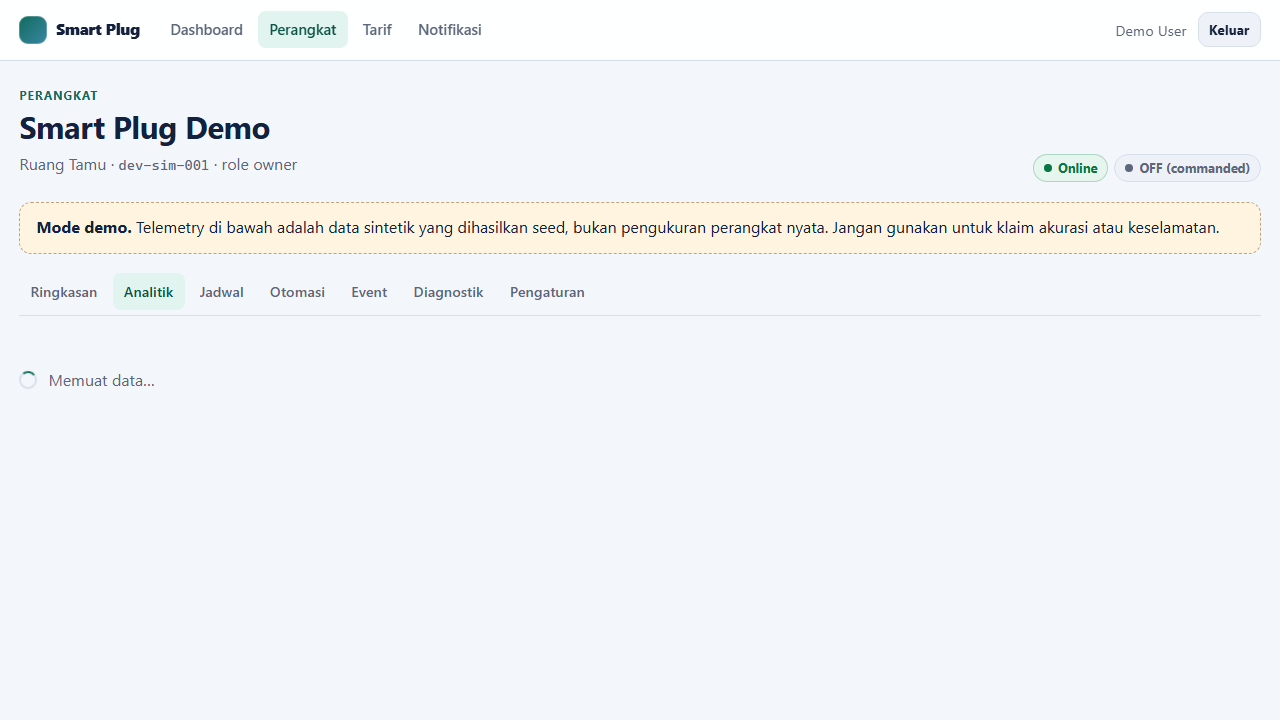 Smart Plug Dashboard Perangkat Tarif Notifikasi Demo User Keluar
PERANGKAT
Smart Plug Demo
Ruang Tamu · dev-sim-001 · role owner
Online OFF (commanded)
Mode demo. Telemetry di bawah adalah data sintetik yang dihasilkan seed, bukan pengukuran perangkat nyata. Jangan gunakan untuk klaim akurasi atau keselamatan.
Ringkasan Analitik Jadwal Otomasi Event Diagnostik Pengaturan
Memuat data...